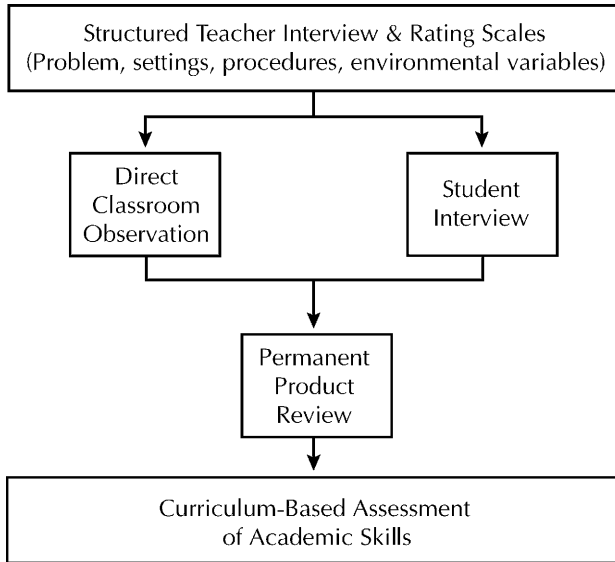 Structured Teacher Interview & Rating Scales
(Problem, settings, procedures, environmental variables)
Direct
Classroom
Observation
Student
Interview
Permanent
Product
Review
Curriculum-Based Assessment
of Academic Skills